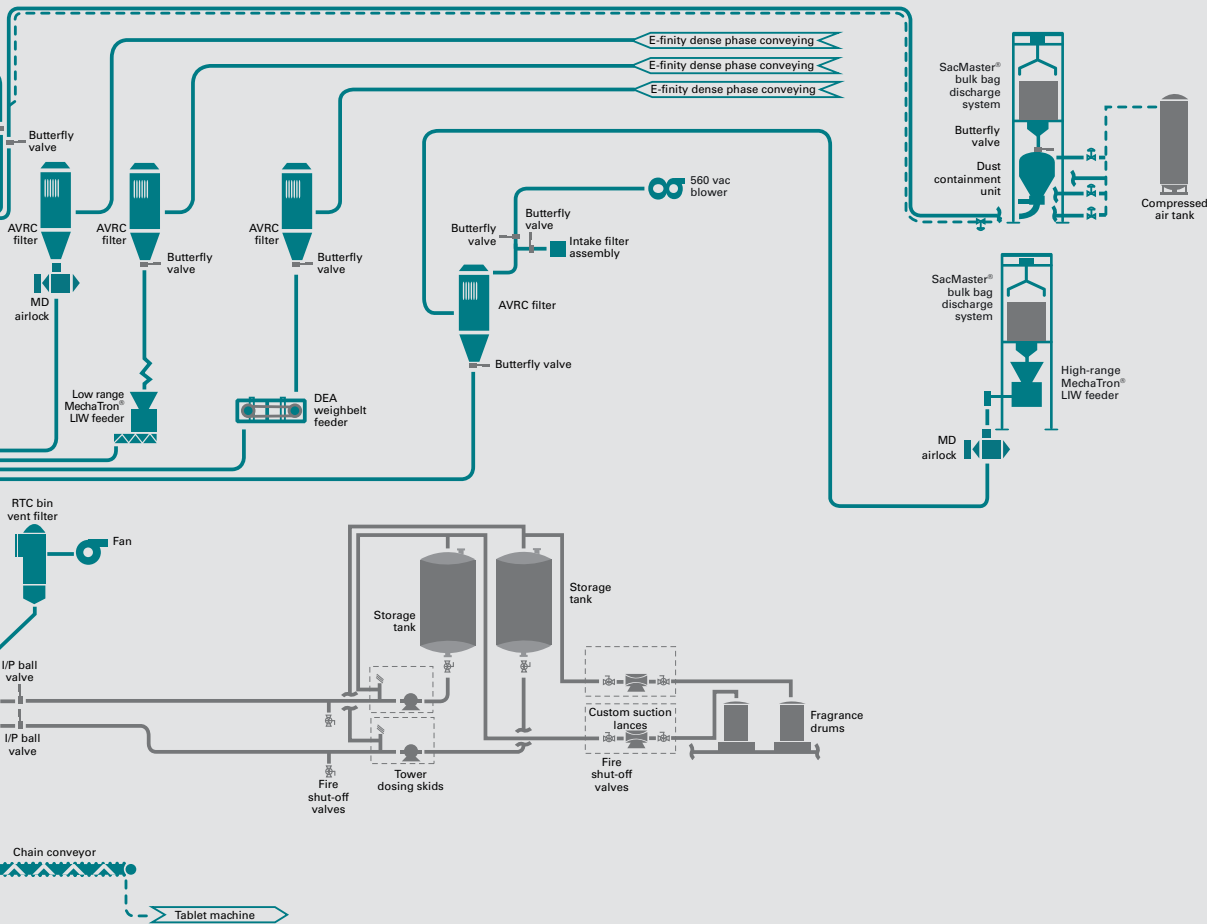 E-finity dense phase conveying
E-finity dense phase conveying
E-finity dense phase conveying
SacMaster®
bulk bag
discharge
system
Butterfly
valve
Butterfly
valve
Dust
containment
unit
Compressed
air tank
560 vac
blower
Butterfly
valve
Butterfly
valve
Intake filter
assembly
AVRC
filter
AVRC
filter
AVRC
filter
Butterfly
valve
Butterfly
valve
MD
airlock
AVRC filter
Butterfly valve
SacMaster®
bulk bag
discharge
system
High-range
MechaTron®
LIW feeder
Low range
MechaTron®
LIW feeder
DEA
weighbelt
feeder
MD
airlock
RTC bin
vent filter
Fan
Storage
tank
Storage
tank
I/P ball
valve
I/P ball
valve
Custom suction
lances
Fragrance
drums
Fire
shut-off
valves
Tower
dosing skids
Fire
shut-off
valves
Chain conveyor
Tablet machine